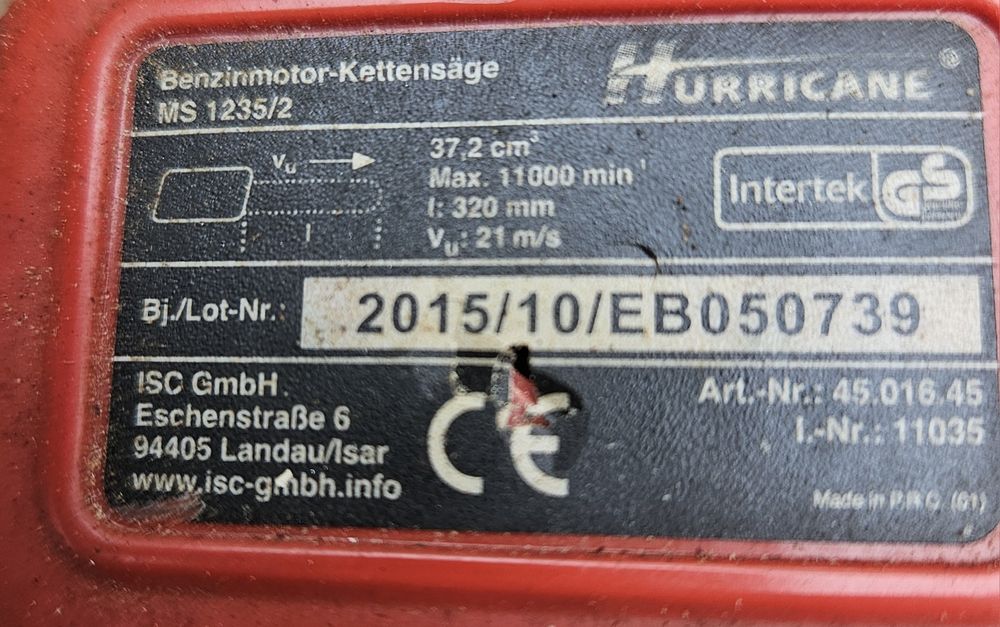 Benzinmotor-Kettensäge
MS 1235/2
HURRICANE®
vu
l
37,2 cm³
Max. 11000 min⁻¹
l: 320 mm
vu: 21 m/s
Intertek GS
Bj./Lot-Nr.: 2015/10/EB050739
ISC GmbH
Eschenstraße 6
94405 Landau/Isar
www.isc-gmbh.info
CE
Art.-Nr.: 45.016.45
I.-Nr.: 11035
Made in P.R.C. (61)